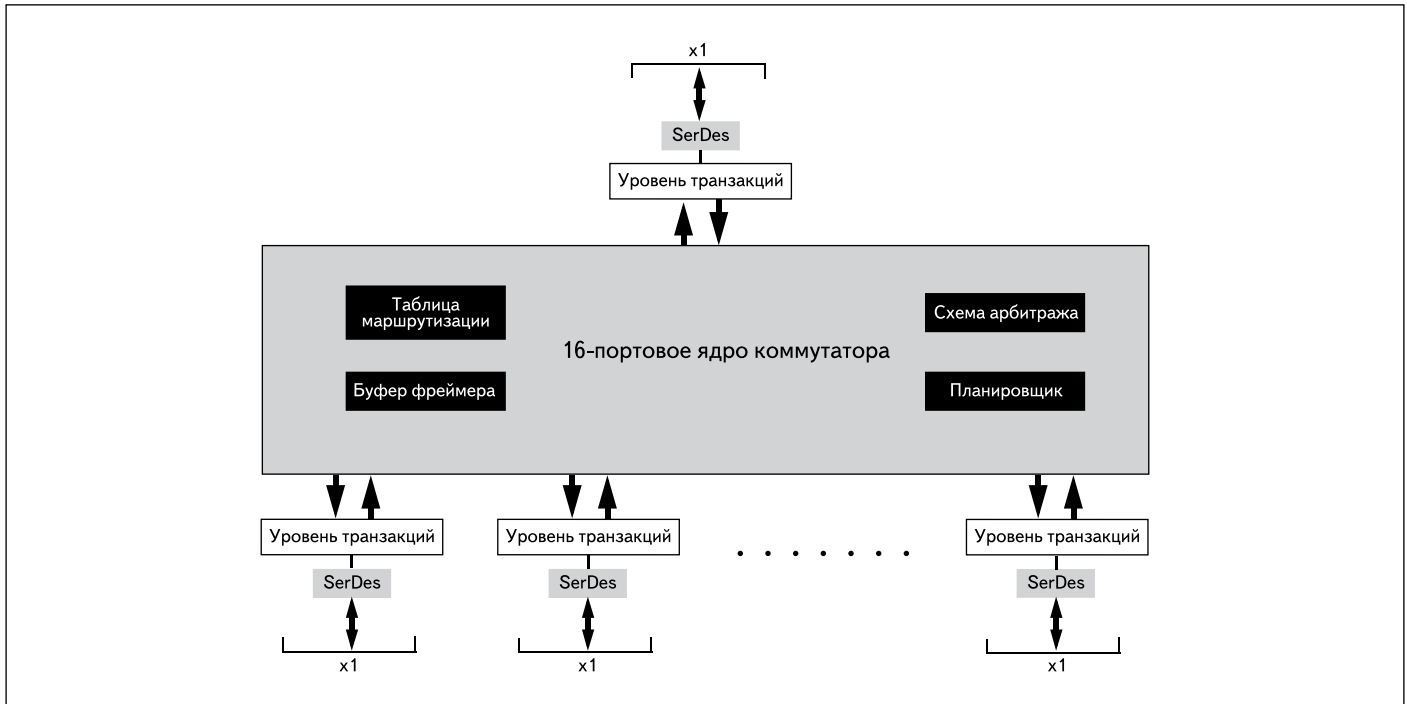 x1
SerDes
Уровень транзакций
Таблица
маршрутизации
Схема арбитража
16-портовое ядро коммутатора
Буфер фреймера
Планировщик
Уровень транзакций
Уровень транзакций
Уровень транзакций
SerDes
SerDes
SerDes
x1
x1
x1